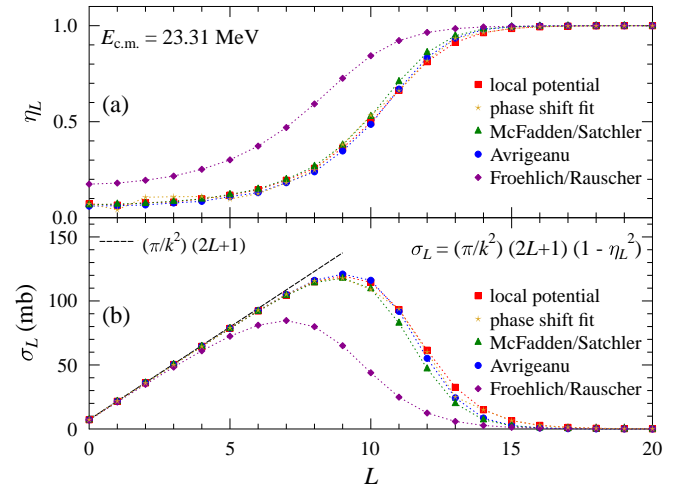 1.0
0.5
0.0
η_L
E_c.m. = 23.31 MeV
(a)
local potential
phase shift fit
McFadden/Satchler
Avrigeanu
Froehlich/Rauscher
150
100
50
0
σ_L (mb)
(π/k²) (2L+1)
σ_L = (π/k²) (2L+1) (1 - η_L²)
(b)
local potential
phase shift fit
McFadden/Satchler
Avrigeanu
Froehlich/Rauscher
0 5 10 15 20
L